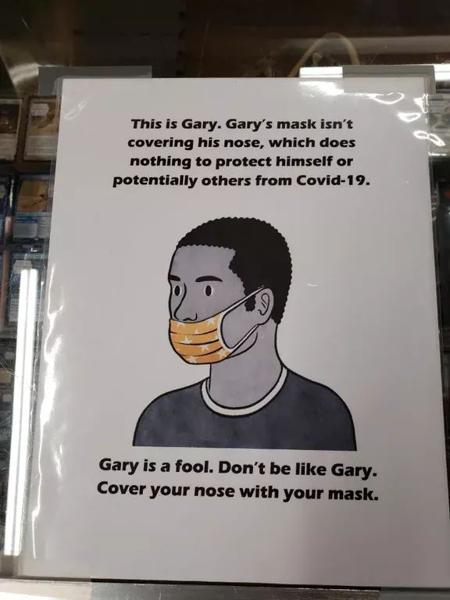 This is Gary. Gary's mask isn't
covering his nose, which does
nothing to protect himself or
potentially others from Covid-19.
Gary is a fool. Don't be like Gary.
Cover your nose with your mask.